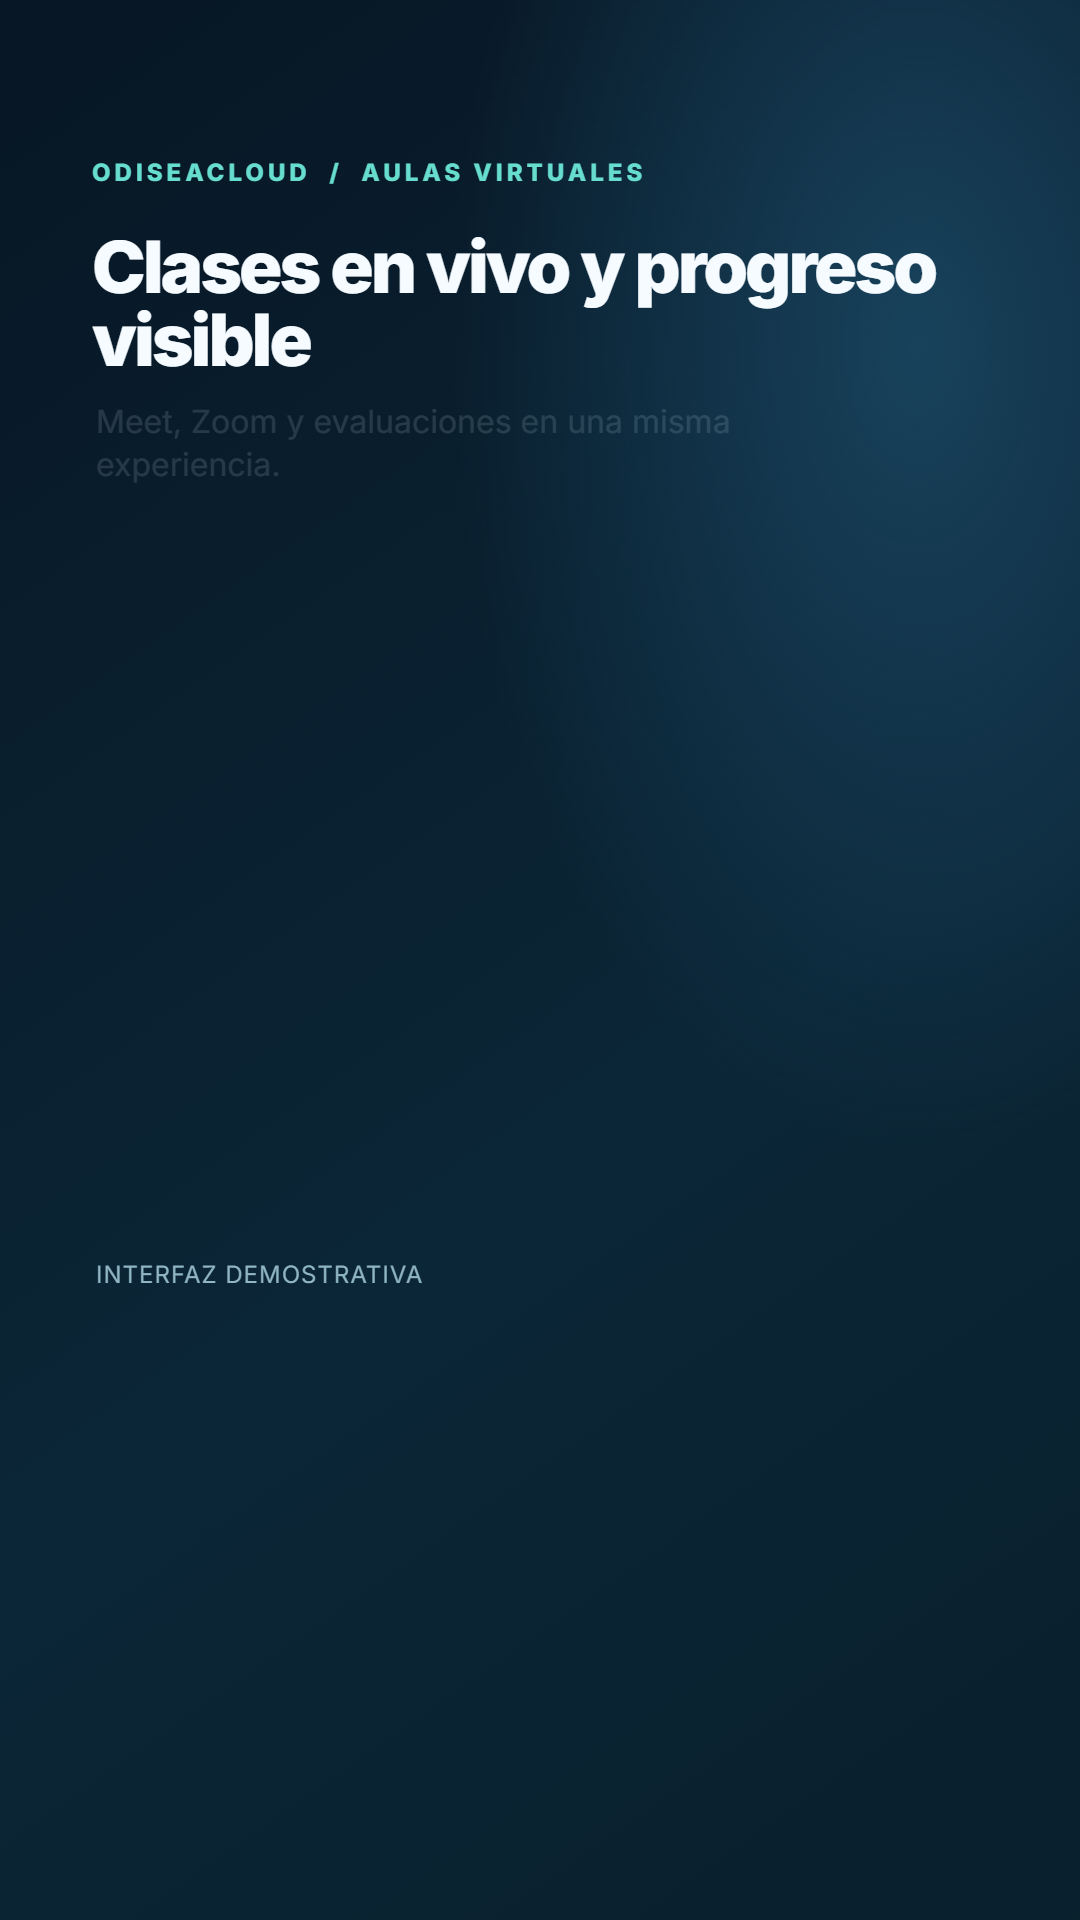 ODISEACLOUD / AULAS VIRTUALES
Clases en vivo y progreso
visible
Meet, Zoom y evaluaciones en una misma
experiencia.
INTERFAZ DEMOSTRATIVA